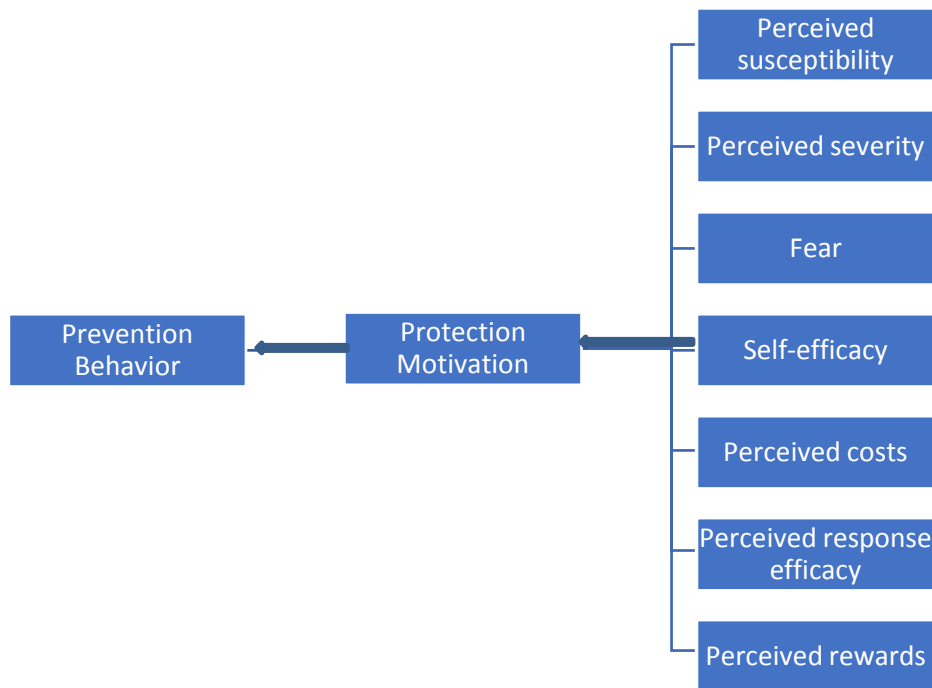 Perceived
susceptibility
Perceived severity
Fear
Prevention
Behavior
Protection
Motivation
Self-efficacy
Perceived costs
Perceived response
efficacy
Perceived rewards